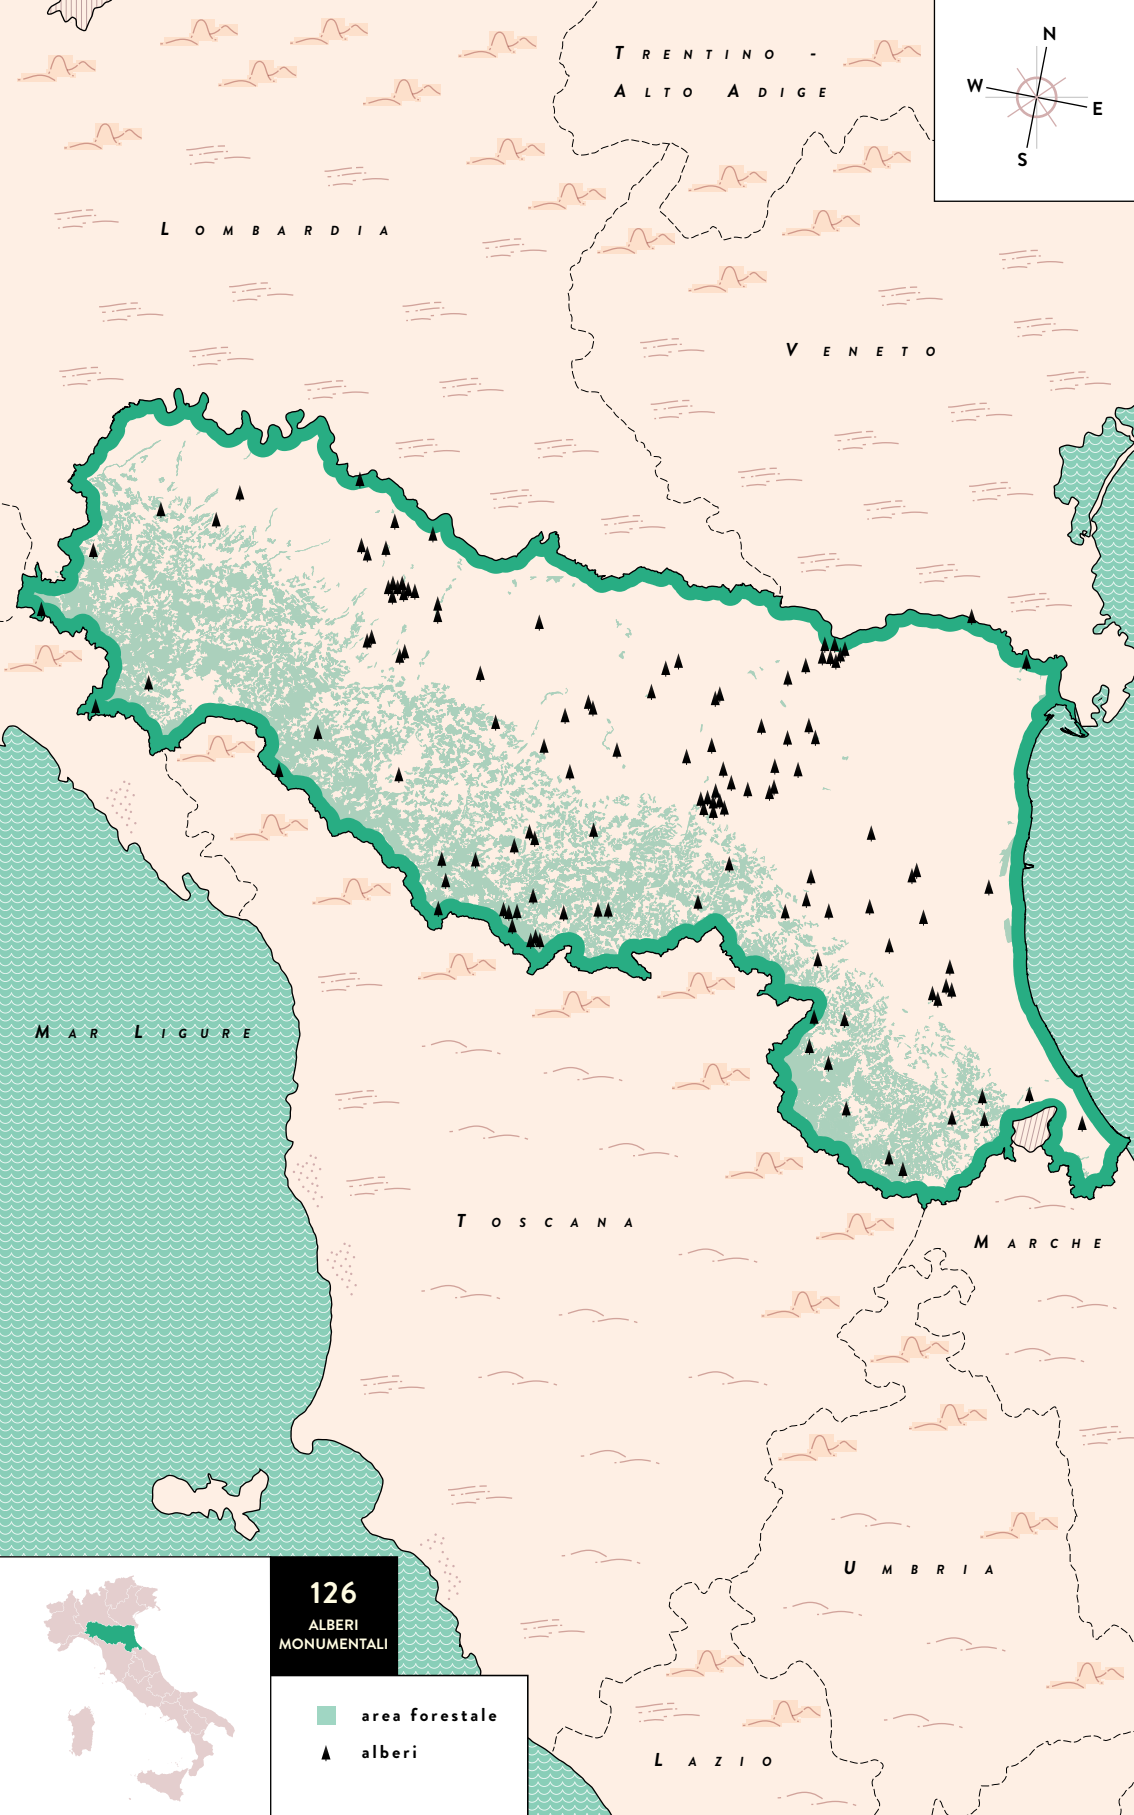 TRENTINO -
ALTO ADIGE
N
W
E
S
LOMBARDIA
VENETO
MAR LIGURE
TOSCANA
MARCHE
UMBRIA
LAZIO
126
ALBERI
MONUMENTALI
area forestale
alberi